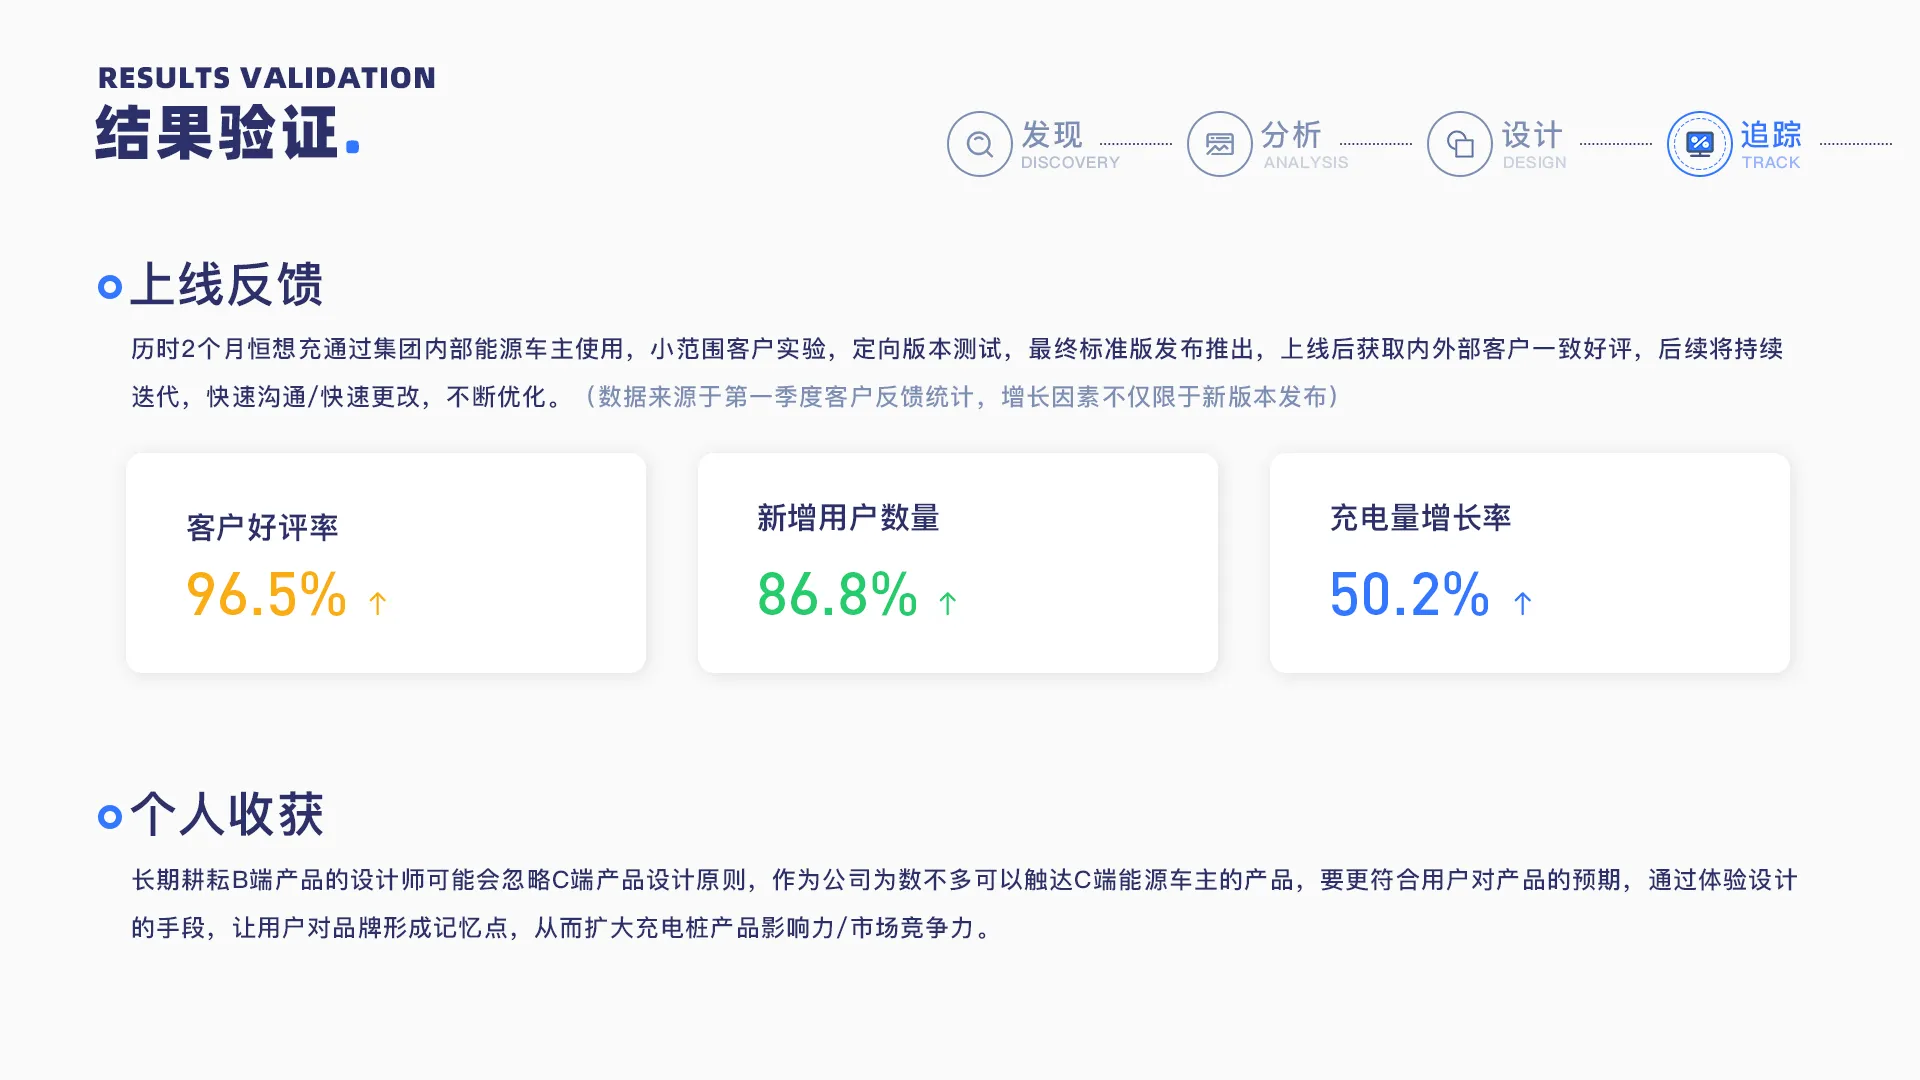 RESULTS VALIDATION
结果验证.
发现
DISCOVERY
分析
ANALYSIS
设计
DESIGN
追踪
TRACK
上线反馈
历时2个月恒想充通过集团内部能源车主使用，小范围客户实验，定向版本测试，最终标准版发布推出，上线后获取内外部客户一致好评，后续将持续
迭代，快速沟通/快速更改，不断优化。（数据来源于第一季度客户反馈统计，增长因素不仅限于新版本发布）
客户好评率
96.5% ↑
新增用户数量
86.8% ↑
充电量增长率
50.2% ↑
个人收获
长期耕耘B端产品的设计师可能会忽略C端产品设计原则，作为公司为数不多可以触达C端能源车主的产品，要更符合用户对产品的预期，通过体验设计
的手段，让用户对品牌形成记忆点，从而扩大充电桩产品影响力/市场竞争力。